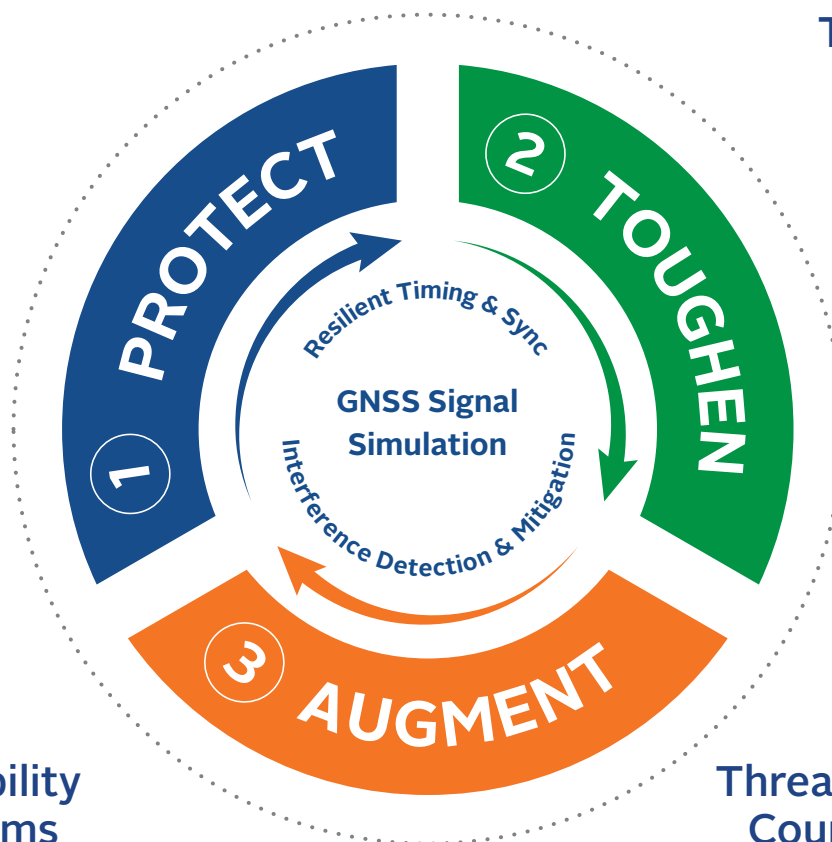 1 PROTECT
2 TOUGHEN
Resilient Timing & Sync
GNSS Signal
Simulation
Interference Detection & Mitigation
3 AUGMENT